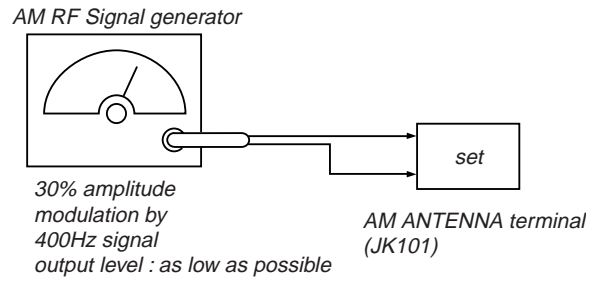 AM RF Signal generator
set
30% amplitude
modulation by
400Hz signal
output level : as low as possible
AM ANTENNA terminal
(JK101)